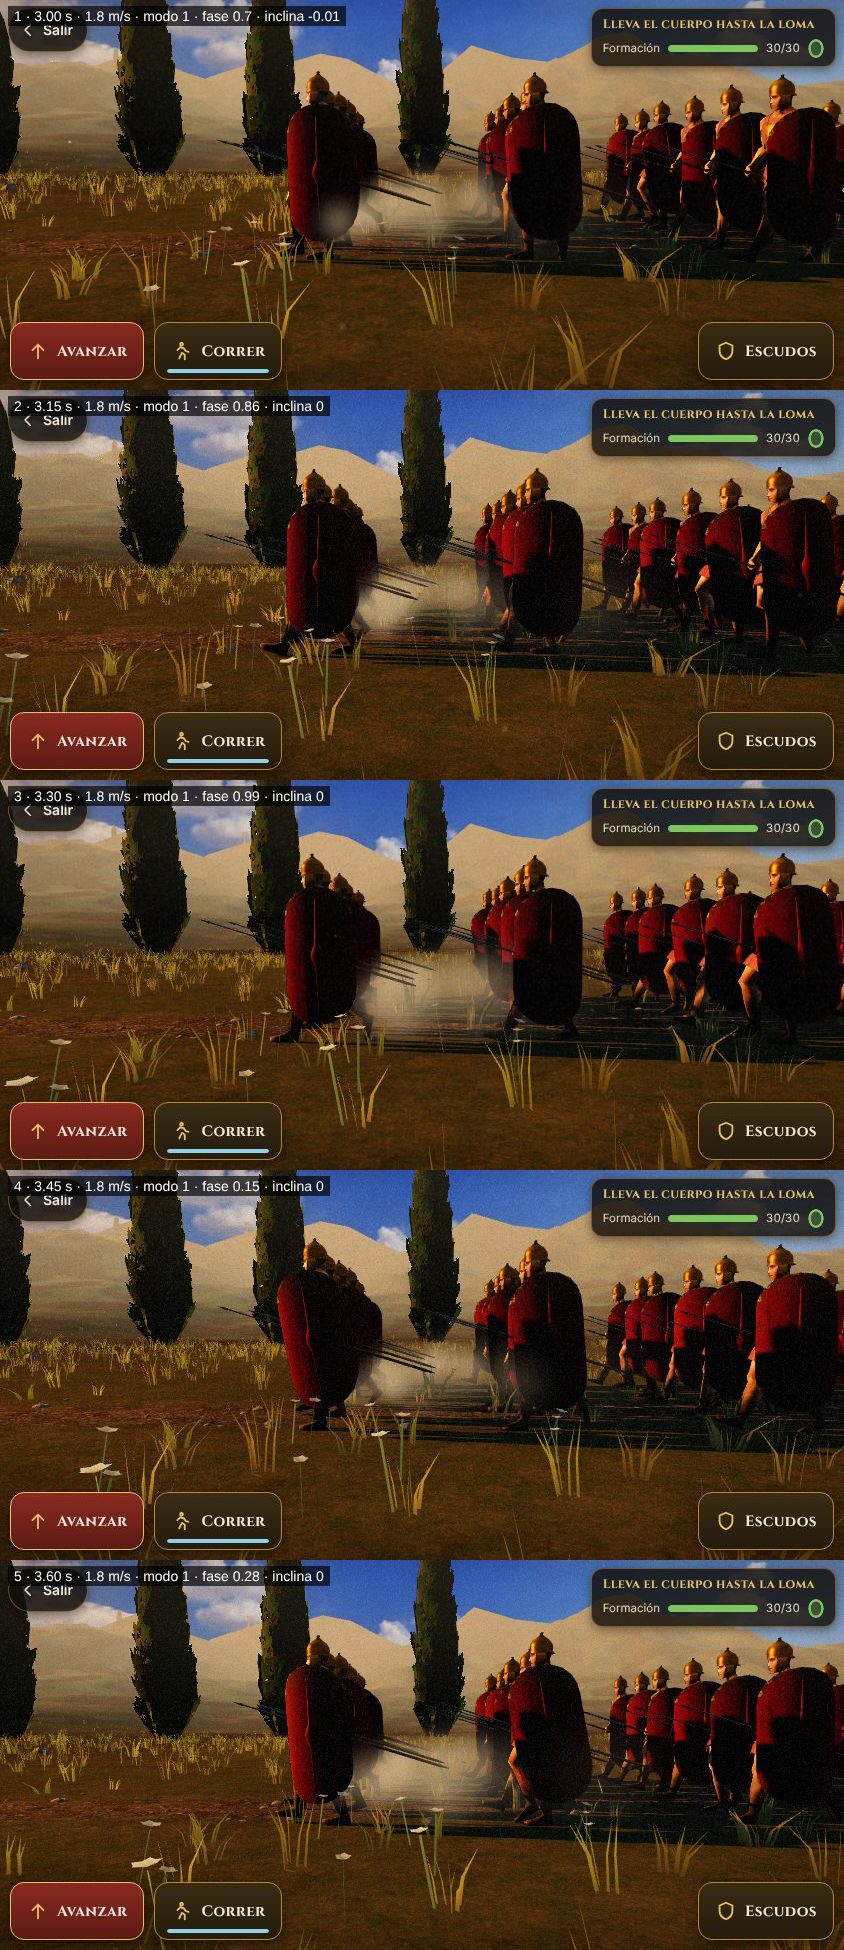 1 · 3.00 s · 1.8 m/s · modo 1 · fase 0.7 · inclina -0.01
Salir
Lleva el cuerpo hasta la loma
Formación 30/30
Avanzar
Correr
Escudos
2 · 3.15 s · 1.8 m/s · modo 1 · fase 0.86 · inclina 0
Salir
Lleva el cuerpo hasta la loma
Formación 30/30
Avanzar
Correr
Escudos
3 · 3.30 s · 1.8 m/s · modo 1 · fase 0.99 · inclina 0
Salir
Lleva el cuerpo hasta la loma
Formación 30/30
Avanzar
Correr
Escudos
4 · 3.45 s · 1.8 m/s · modo 1 · fase 0.15 · inclina 0
Salir
Lleva el cuerpo hasta la loma
Formación 30/30
Avanzar
Correr
Escudos
5 · 3.60 s · 1.8 m/s · modo 1 · fase 0.28 · inclina 0
Salir
Lleva el cuerpo hasta la loma
Formación 30/30
Avanzar
Correr
Escudos